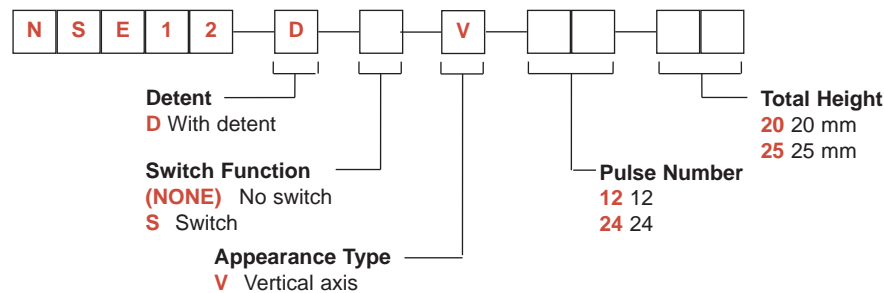 N S E 1 2 D V
Detent
D With detent
Switch Function
(NONE) No switch
S Switch
Appearance Type
V Vertical axis
Pulse Number
12 12
24 24
Total Height
20 20 mm
25 25 mm